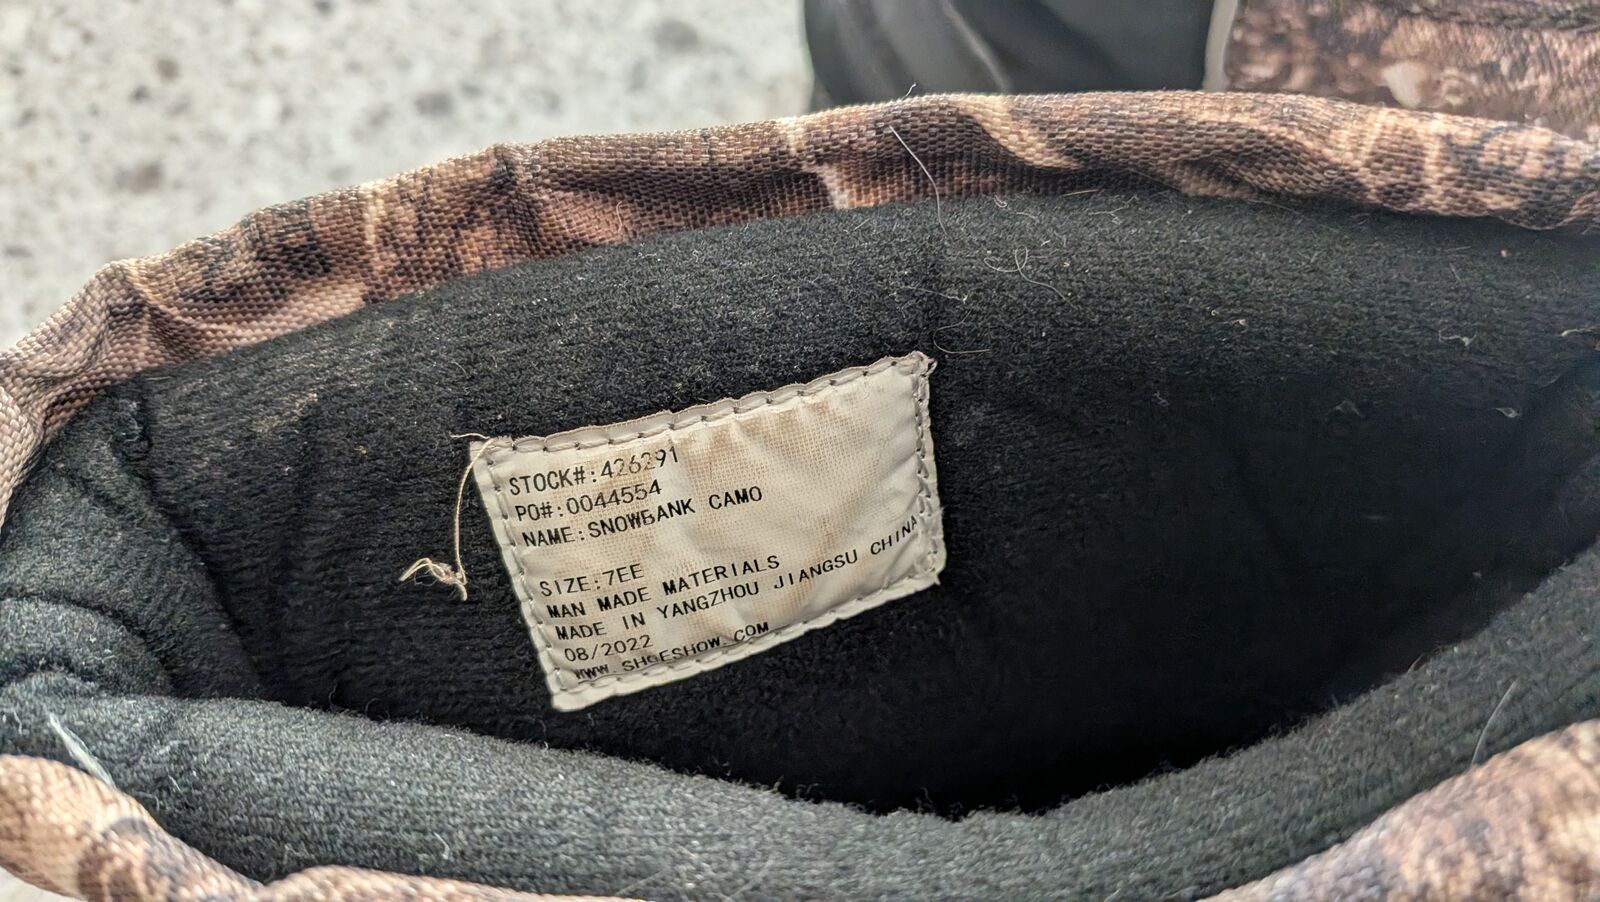 STOCK#:426291
PO#:0044554
NAME:SNOWBANK CAMO
SIZE:7EE
MAN MADE MATERIALS
MADE IN YANGZHOU JIANGSU CHINA
08/2022
WWW.SHOESHOW.COM